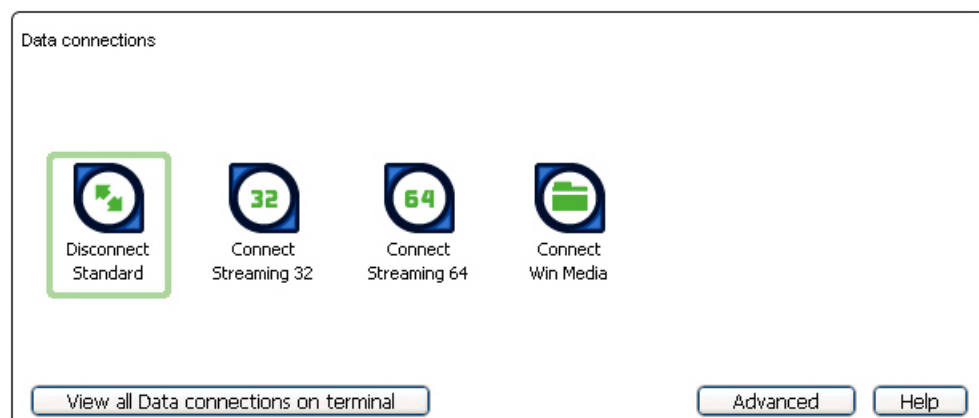 Data connections
32
64
Disconnect
Standard
Connect
Streaming 32
Connect
Streaming 64
Connect
Win Media
View all Data connections on terminal
Advanced
Help